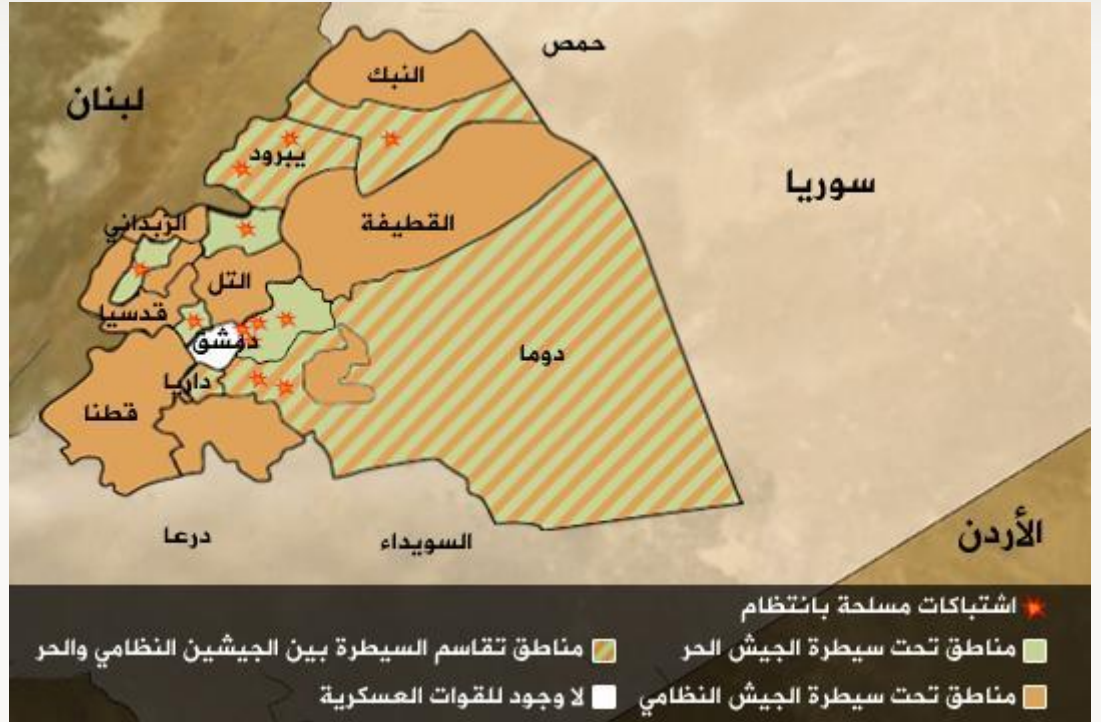 حمص
النبك
لبنان
يبرود
سوريا
الزبداني
القطيفة
التل
قدسيا
دمشق
دوما
داريا
قطنا
درعا
السويداء
الأردن
اشتباكات مسلحة بانتظام
مناطق تحت سيطرة الجيش الحر
مناطق تقاسم السيطرة بين الجيشين النظامي والحر
مناطق تحت سيطرة الجيش النظامي
لا وجود للقوات العسكرية